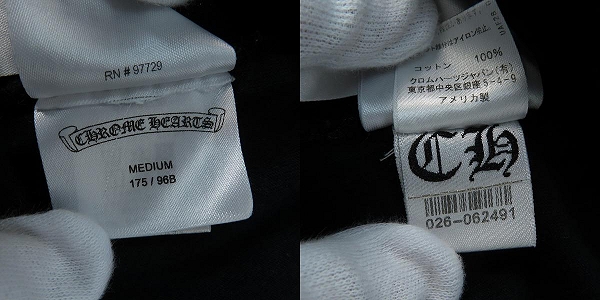 RN # 97729
CHROME HEARTS
MEDIUM
175 / 96B
コットン 100%
クロムハーツジャパン(有)
東京都中央区銀座5-4-9
アメリカ製
CH
026-062491